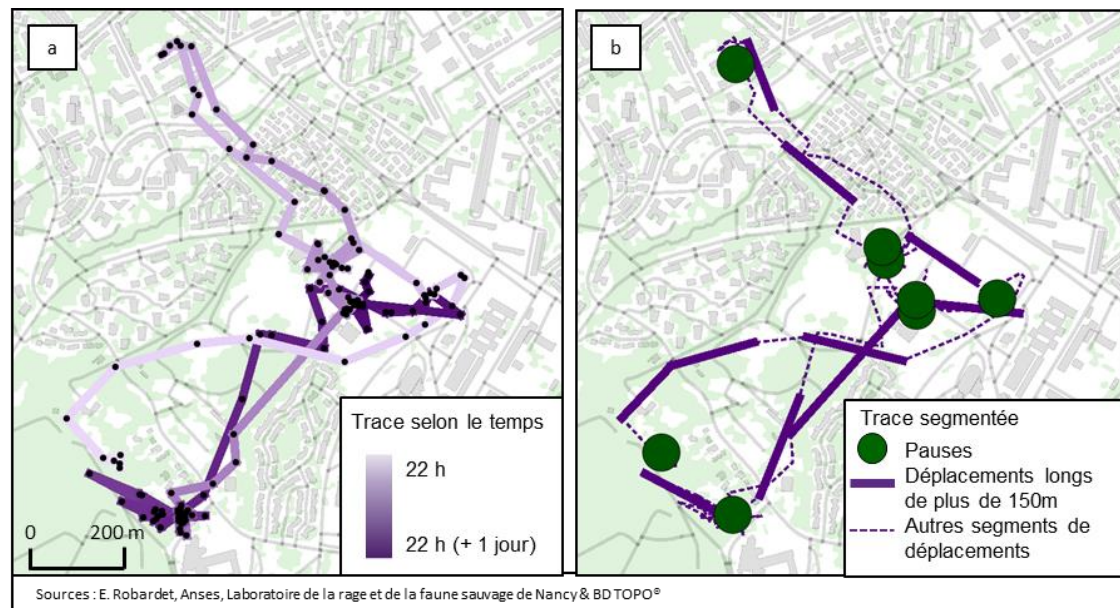 a
Trace selon le temps
22 h
22 h (+ 1 jour)
0 200 m
b
Trace segmentée
Pauses
Déplacements longs
de plus de 150m
Autres segments de
déplacements
Sources : E. Robardet, Anses, Laboratoire de la rage et de la faune sauvage de Nancy & BD TOPO®